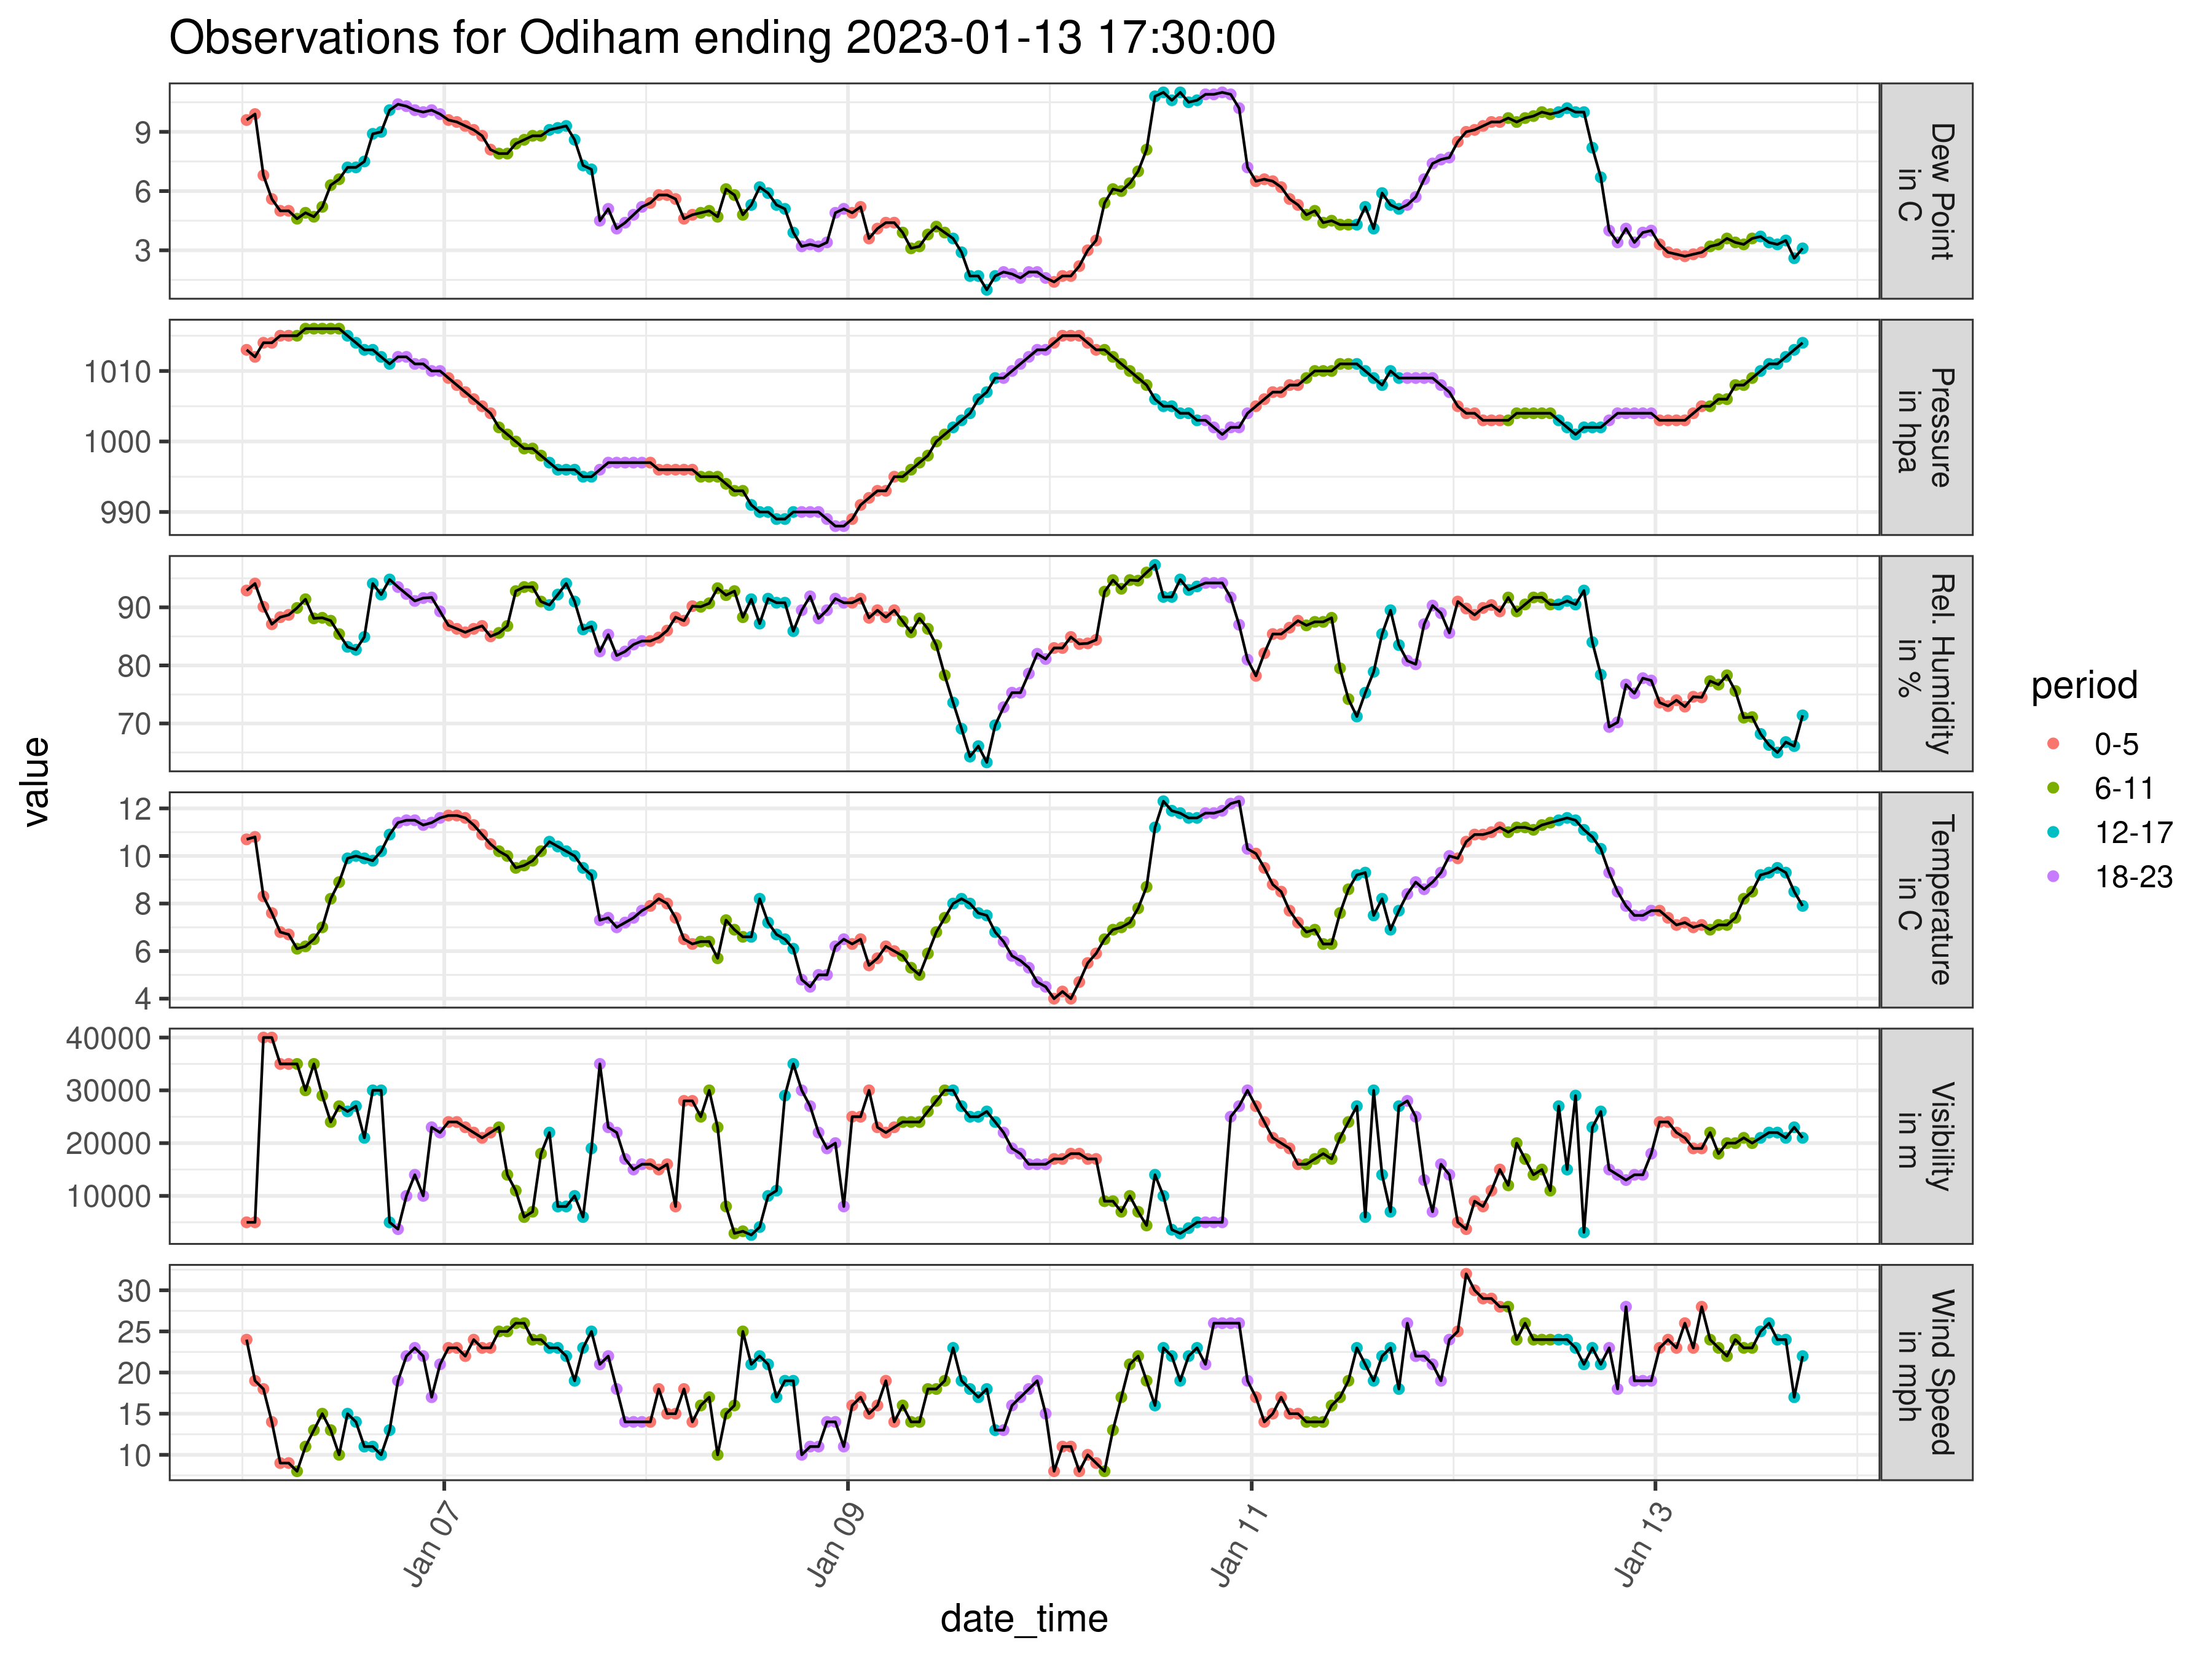 Observations for Odiham ending 2023-01-13 17:30:00
value
9
6
3
Dew Point
in C
1010
1000
990
Pressure
in hpa
90
80
70
Rel. Humidity
in %
12
10
8
6
4
Temperature
in C
40000
30000
20000
10000
Visibility
in m
30
25
20
15
10
Wind Speed
in mph
Jan 07
Jan 09
Jan 11
Jan 13
date_time
period
0-5
6-11
12-17
18-23